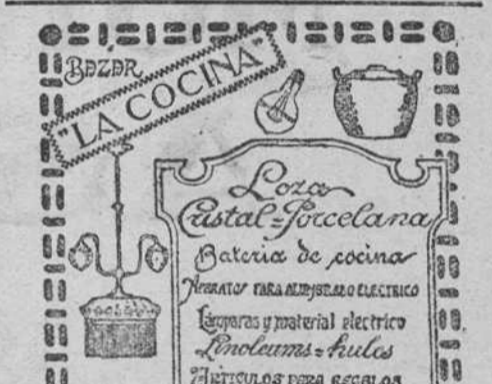 BAZAR
"LA COCINA"
Loza
Cristal=Porcelana
Bateria de cocina
APARATOS PARA ALUMBRADO ELECTRICO
Lámparas y material electrico
Linoleums=hules
ARTICULOS PARA REGALOS